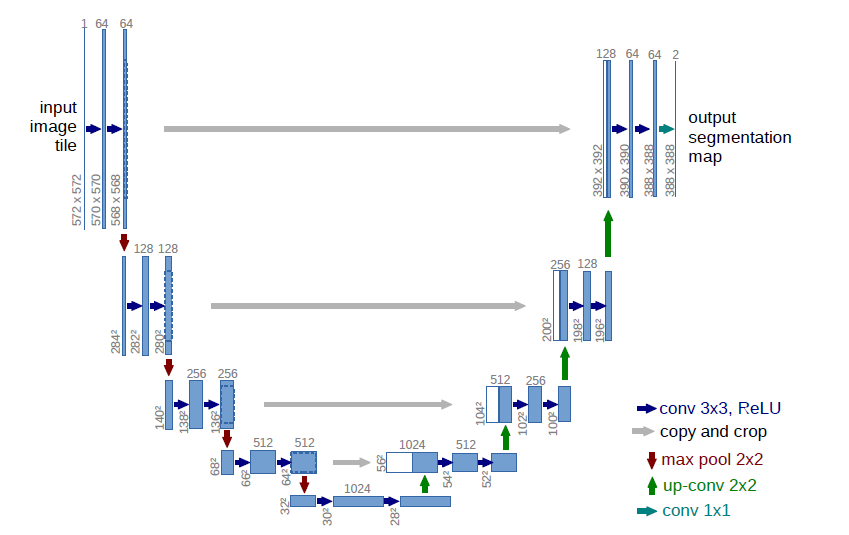 1 64 64
128 64 64 2
input
image
tile
output
segmentation
map
572 x 572
570 x 570
568 x 568
392 x 392
390 x 390
388 x 388
388 x 388
128 128
256 128
284²
282²
280²
200²
198²
196²
256 256
512 256
140²
138²
136²
104²
102²
100²
512 512
1024 512
68²
66²
64²
56²
54²
52²
1024
32²
30²
28²
conv 3x3, ReLU
copy and crop
max pool 2x2
up-conv 2x2
conv 1x1